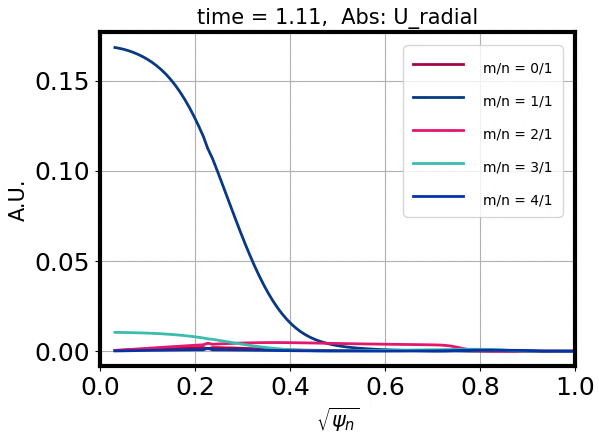 time = 1.11,  Abs: U_radial
A.U.
0.15
0.10
0.05
0.00
m/n = 0/1
m/n = 1/1
m/n = 2/1
m/n = 3/1
m/n = 4/1
0.0 0.2 0.4 0.6 0.8 1.0
√ψₙ